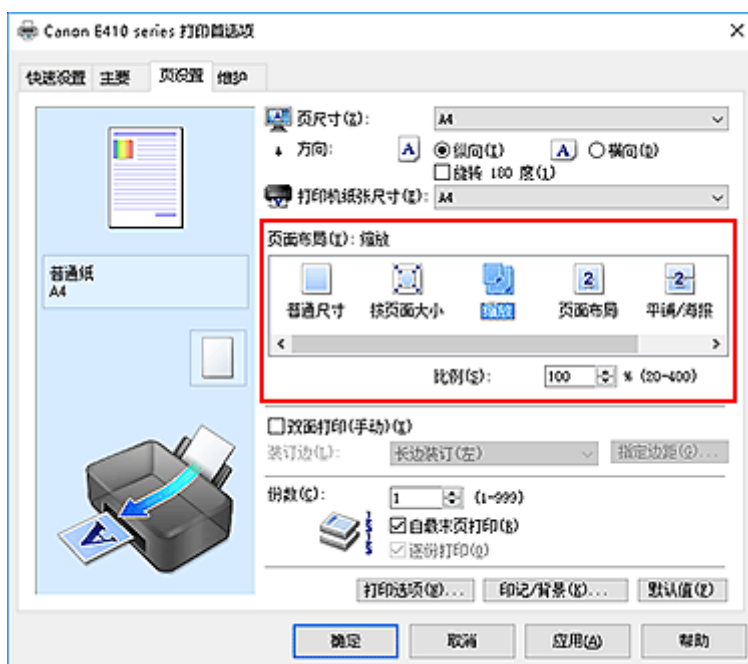 Canon E410 series 打印首选项
快速设置 主要 页设置 维护
页尺寸(Z): A4
方向: A 纵向(T) A 横向(D)
旋转 180 度(1)
打印机纸张尺寸(E): A4
页面布局(I): 缩放
普通尺寸 按页面大小 缩放 页面布局 平铺/海报
比例(S): 100 % (20-400)
普通纸
A4
双面打印(手动)(X)
装订边(L): 长边装订(左) 指定边距(G)...
份数(C): 1 (1-999)
自最末页打印(R)
逐份打印(O)
打印选项(W)... 印记/背景(K)... 默认值(F)
确定 取消 应用(A) 帮助